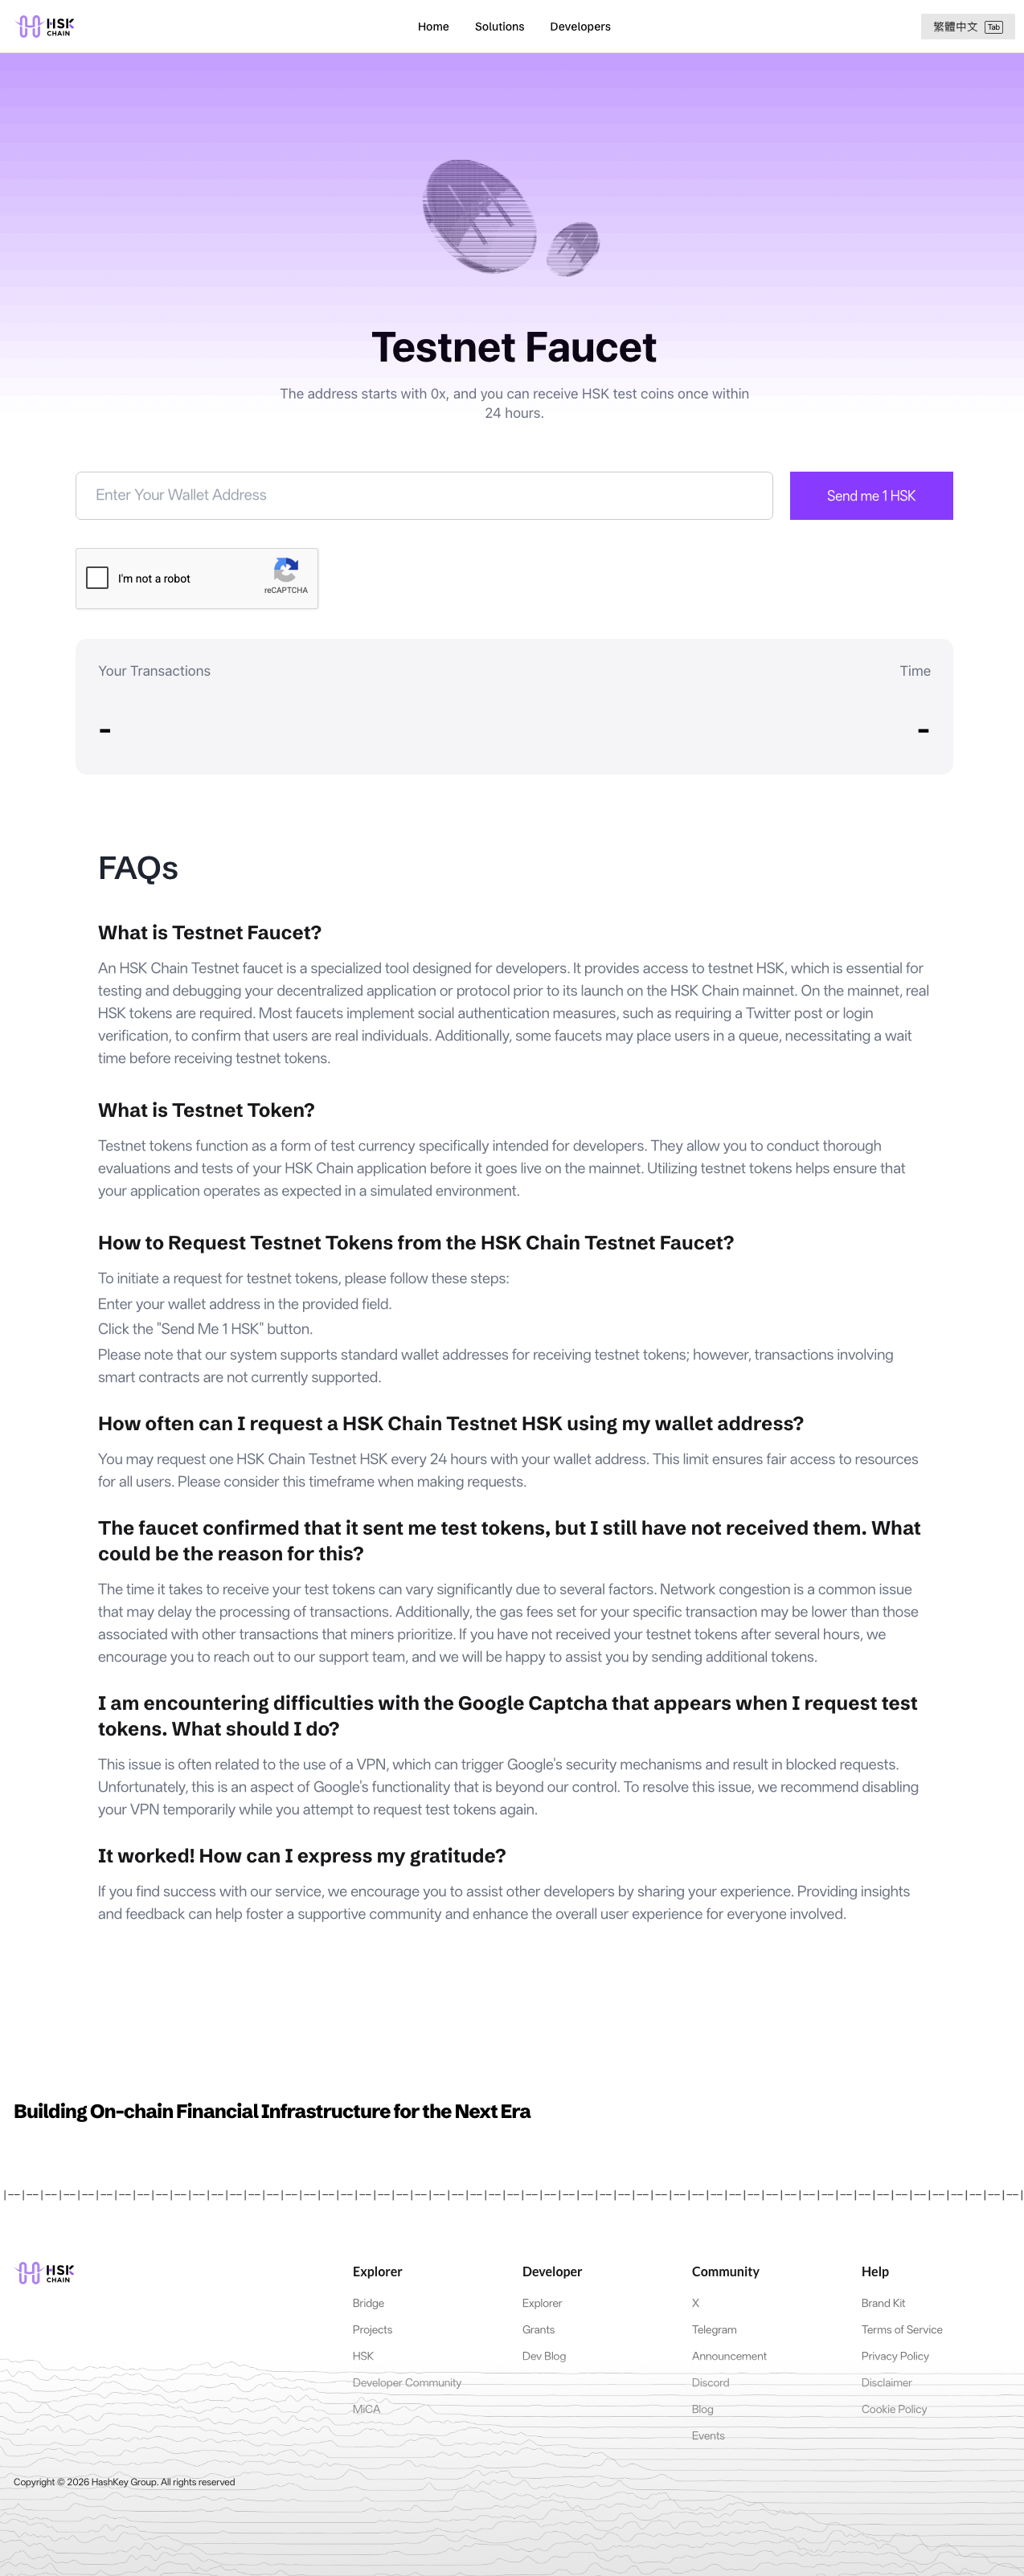 HSK
CHAIN
Home
Solutions
Developers
繁體中文
Tab
Testnet Faucet
The address starts with 0x, and you can receive HSK test coins once within
24 hours.
Enter Your Wallet Address
Send me 1 HSK
I'm not a robot
reCAPTCHA
Your Transactions
Time
-
-
FAQs
What is Testnet Faucet?
An HSK Chain Testnet faucet is a specialized tool designed for developers. It provides access to testnet HSK, which is essential for
testing and debugging your decentralized application or protocol prior to its launch on the HSK Chain mainnet. On the mainnet, real
HSK tokens are required. Most faucets implement social authentication measures, such as requiring a Twitter post or login
verification, to confirm that users are real individuals. Additionally, some faucets may place users in a queue, necessitating a wait
time before receiving testnet tokens.
What is Testnet Token?
Testnet tokens function as a form of test currency specifically intended for developers. They allow you to conduct thorough
evaluations and tests of your HSK Chain application before it goes live on the mainnet. Utilizing testnet tokens helps ensure that
your application operates as expected in a simulated environment.
How to Request Testnet Tokens from the HSK Chain Testnet Faucet?
To initiate a request for testnet tokens, please follow these steps:
Enter your wallet address in the provided field.
Click the "Send Me 1 HSK" button.
Please note that our system supports standard wallet addresses for receiving testnet tokens; however, transactions involving
smart contracts are not currently supported.
How often can I request a HSK Chain Testnet HSK using my wallet address?
You may request one HSK Chain Testnet HSK every 24 hours with your wallet address. This limit ensures fair access to resources
for all users. Please consider this timeframe when making requests.
The faucet confirmed that it sent me test tokens, but I still have not received them. What
could be the reason for this?
The time it takes to receive your test tokens can vary significantly due to several factors. Network congestion is a common issue
that may delay the processing of transactions. Additionally, the gas fees set for your specific transaction may be lower than those
associated with other transactions that miners prioritize. If you have not received your testnet tokens after several hours, we
encourage you to reach out to our support team, and we will be happy to assist you by sending additional tokens.
I am encountering difficulties with the Google Captcha that appears when I request test
tokens. What should I do?
This issue is often related to the use of a VPN, which can trigger Google's security mechanisms and result in blocked requests.
Unfortunately, this is an aspect of Google's functionality that is beyond our control. To resolve this issue, we recommend disabling
your VPN temporarily while you attempt to request test tokens again.
It worked! How can I express my gratitude?
If you find success with our service, we encourage you to assist other developers by sharing your experience. Providing insights
and feedback can help foster a supportive community and enhance the overall user experience for everyone involved.
Building On-chain Financial Infrastructure for the Next Era
HSK
CHAIN
Explorer
Bridge
Projects
HSK
Developer Community
MiCA
Developer
Explorer
Grants
Dev Blog
Community
X
Telegram
Announcement
Discord
Blog
Events
Help
Brand Kit
Terms of Service
Privacy Policy
Disclaimer
Cookie Policy
Copyright © 2026 HashKey Group. All rights reserved